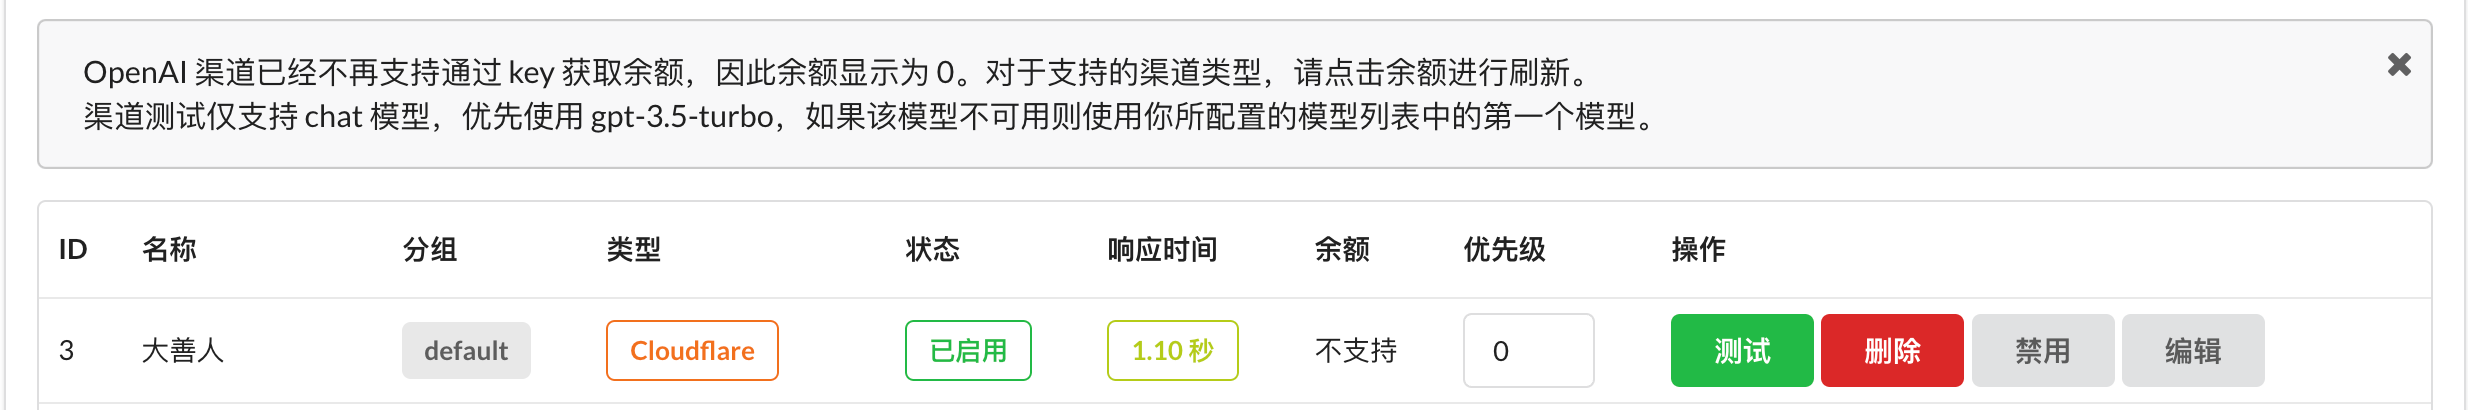 OpenAI 渠道已经不再支持通过 key 获取余额，因此余额显示为 0。对于支持的渠道类型，请点击余额进行刷新。
渠道测试仅支持 chat 模型，优先使用 gpt-3.5-turbo，如果该模型不可用则使用你所配置的模型列表中的第一个模型。
ID 名称 分组 类型 状态 响应时间 余额 优先级 操作
3 大善人 default Cloudflare 已启用 1.10 秒 不支持 0 测试 删除 禁用 编辑